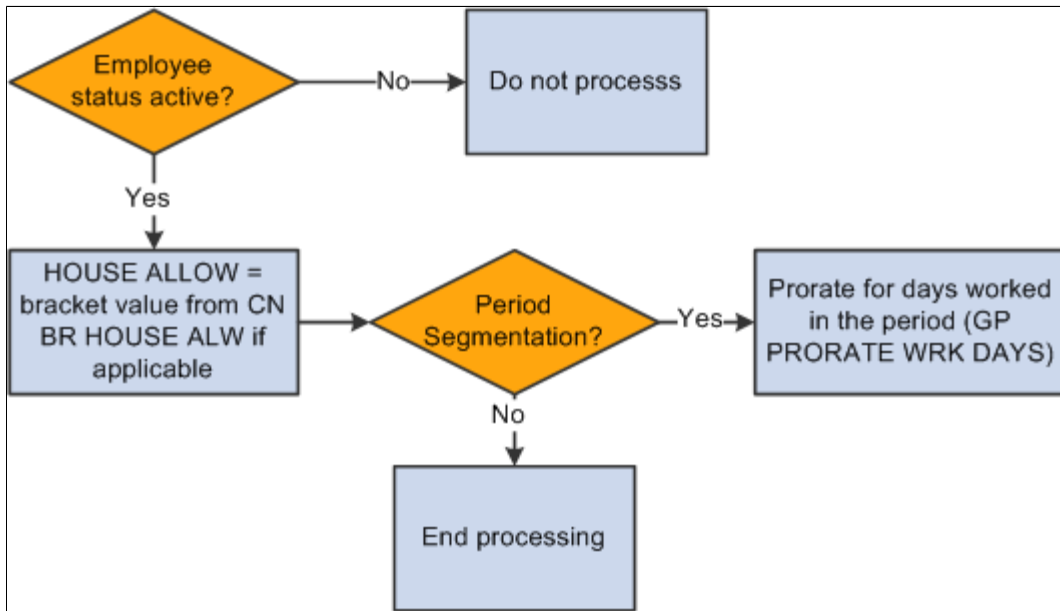 Employee
status active?
No
Do not processs
Yes
HOUSE ALLOW =
bracket value from CN
BR HOUSE ALW if
applicable
Period
Segmentation?
Yes
Prorate for days worked
in the period (GP
PRORATE WRK DAYS)
No
End processing